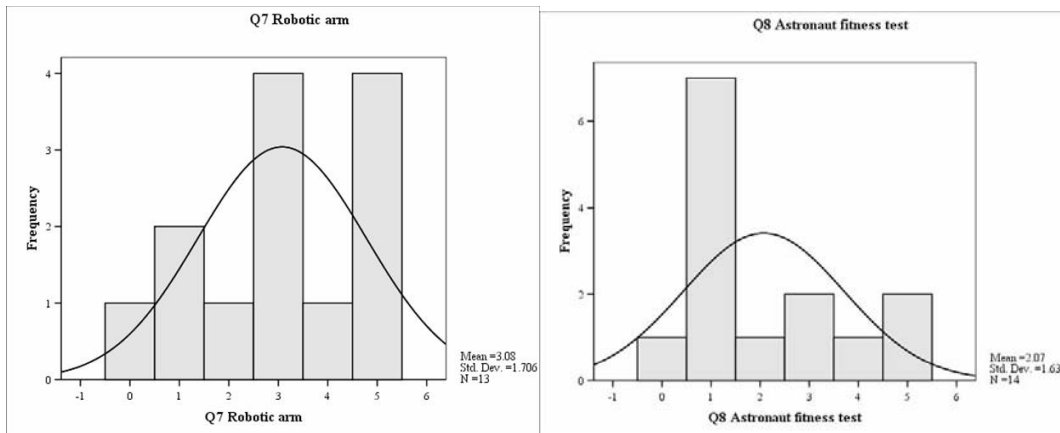 Q7 Robotic arm
Frequency
4
3
2
1
0
-1 0 1 2 3 4 5 6
Q7 Robotic arm
Mean =3.08
Std. Dev. =1.706
N =13
Q8 Astronaut fitness test
Frequency
6
4
2
0
-1 0 1 2 3 4 5 6
Q8 Astronaut fitness test
Mean =2.07
Std. Dev. =1.63
N =14